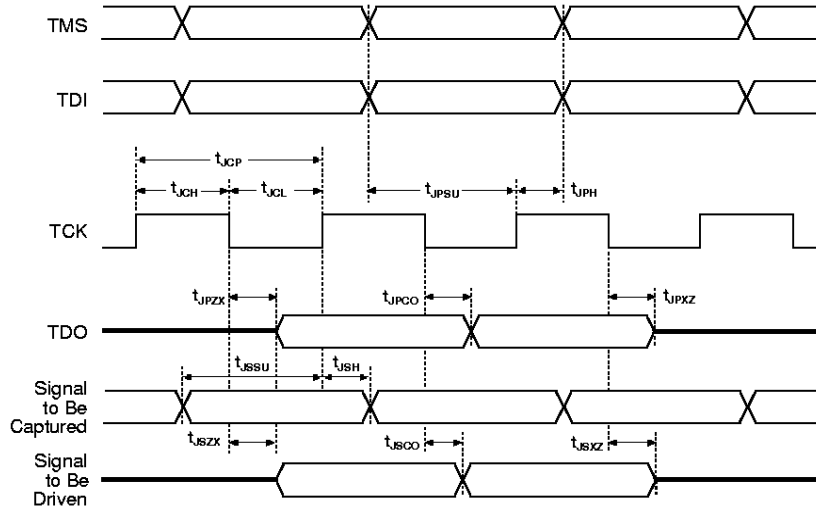 TMS
TDI
tJCP
tJCH tJCL tJPSU tJPH
TCK
tJPZX tJPCO tJPXZ
TDO
tJSSU tJSH
Signal
to Be
Captured
tJSZX tJSCO tJSXZ
Signal
to Be
Driven